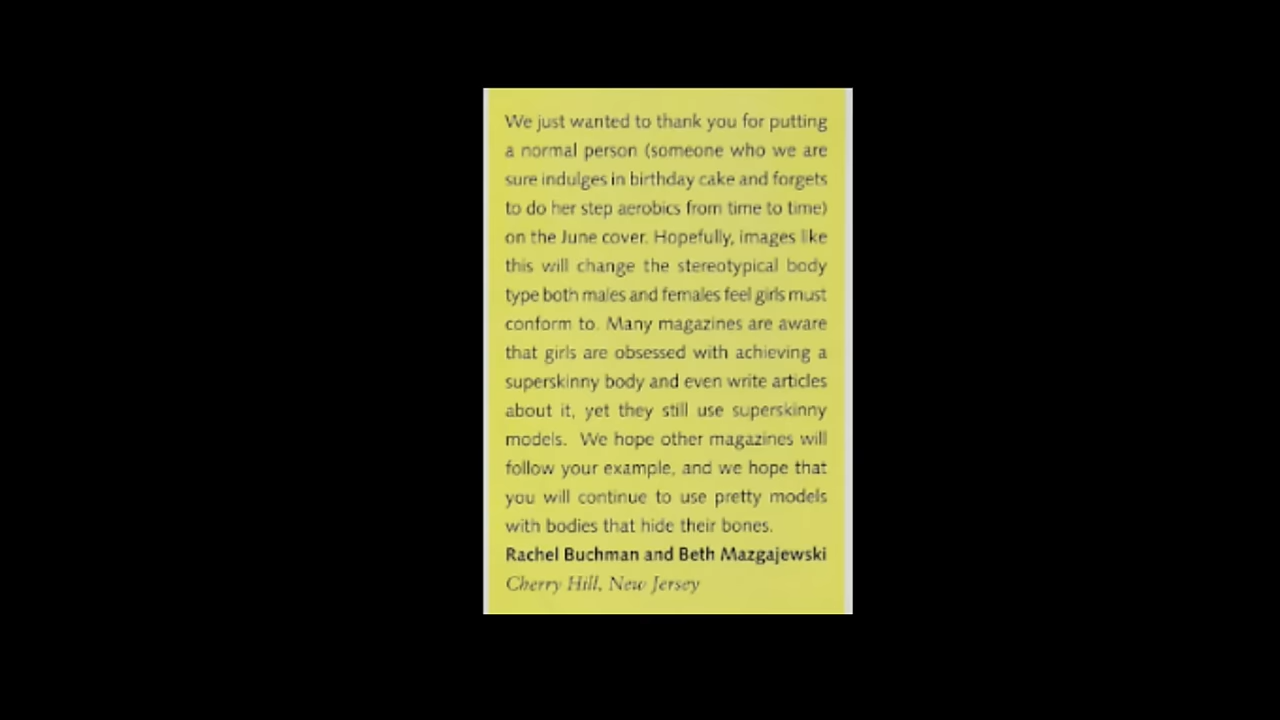 We just wanted to thank you for putting
a normal person (someone who we are
sure indulges in birthday cake and forgets
to do her step aerobics from time to time)
on the June cover. Hopefully, images like
this will change the stereotypical body
type both males and females feel girls must
conform to. Many magazines are aware
that girls are obsessed with achieving a
superskinny body and even write articles
about it, yet they still use superskinny
models. We hope other magazines will
follow your example, and we hope that
you will continue to use pretty models
with bodies that hide their bones.
Rachel Buchman and Beth Mazgajewski
Cherry Hill, New Jersey